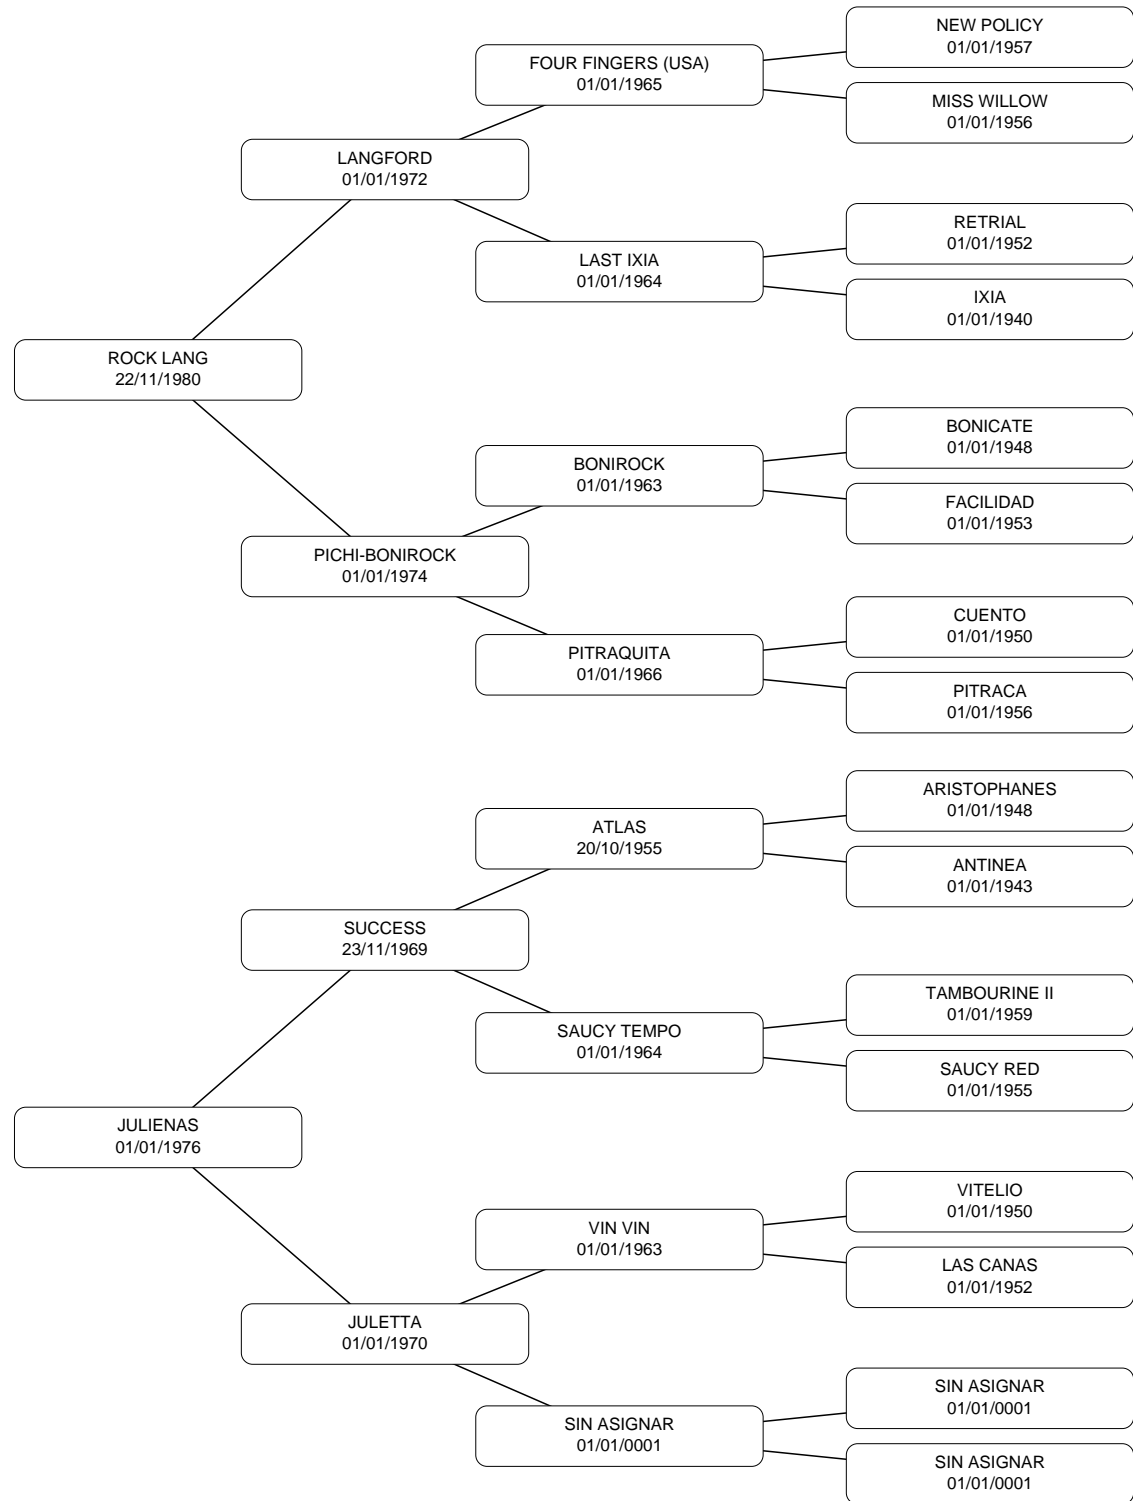 NEW POLICY
01/01/1957
FOUR FINGERS (USA)
01/01/1965
MISS WILLOW
01/01/1956
LANGFORD
01/01/1972
RETRIAL
01/01/1952
LAST IXIA
01/01/1964
IXIA
01/01/1940
ROCK LANG
22/11/1980
BONICATE
01/01/1948
BONIROCK
01/01/1963
FACILIDAD
01/01/1953
PICHI-BONIROCK
01/01/1974
CUENTO
01/01/1950
PITRAQUITA
01/01/1966
PITRACA
01/01/1956
ARISTOPHANES
01/01/1948
ATLAS
20/10/1955
ANTINEA
01/01/1943
SUCCESS
23/11/1969
TAMBOURINE II
01/01/1959
SAUCY TEMPO
01/01/1964
SAUCY RED
01/01/1955
JULIENAS
01/01/1976
VITELIO
01/01/1950
VIN VIN
01/01/1963
LAS CANAS
01/01/1952
JULETTA
01/01/1970
SIN ASIGNAR
01/01/0001
SIN ASIGNAR
01/01/0001
SIN ASIGNAR
01/01/0001